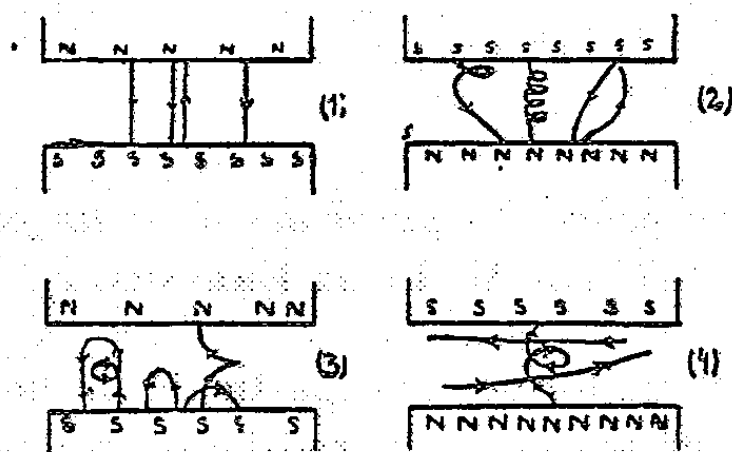 N N N N N
(1)
S S S S S S S S
S S S S S S S S
(2)
S
N N N N N N N N
N N N N N
(3)
S S S S S S
S S S S S S
(4)
N N N N N N N N N